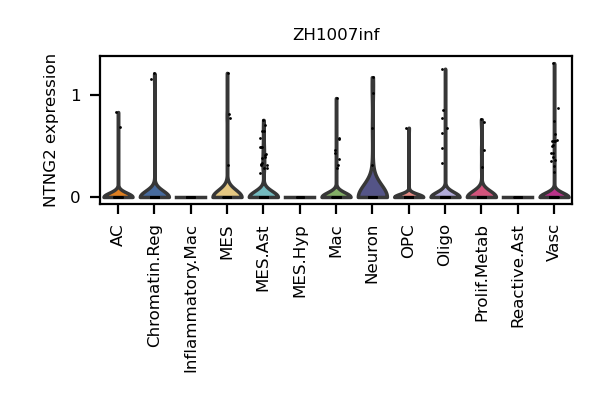 ZH1007inf
NTNG2 expression
1
0
AC
Chromatin.Reg
Inflammatory.Mac
MES
MES.Ast
MES.Hyp
Mac
Neuron
OPC
Oligo
Prolif.Metab
Reactive.Ast
Vasc